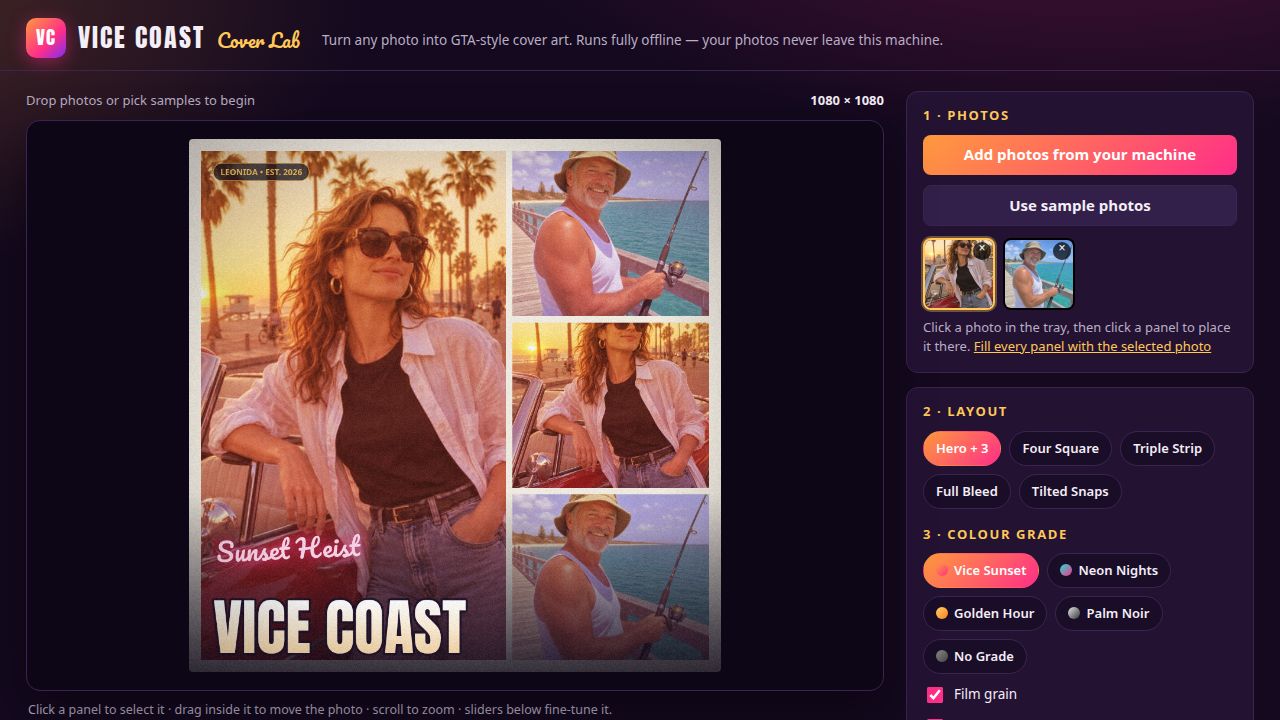 VC VICE COAST Cover Lab Turn any photo into GTA-style cover art. Runs fully offline — your photos never leave this machine.
Drop photos or pick samples to begin 1080 × 1080
LEONIDA • EST. 2026
Sunset Heist
VICE COAST
Click a panel to select it · drag inside it to move the photo · scroll to zoom · sliders below fine-tune it.
1 · PHOTOS
Add photos from your machine
Use sample photos
× ×
Click a photo in the tray, then click a panel to place
it there. Fill every panel with the selected photo
2 · LAYOUT
Hero + 3 Four Square Triple Strip
Full Bleed Tilted Snaps
3 · COLOUR GRADE
Vice Sunset Neon Nights
Golden Hour Palm Noir
No Grade
Film grain